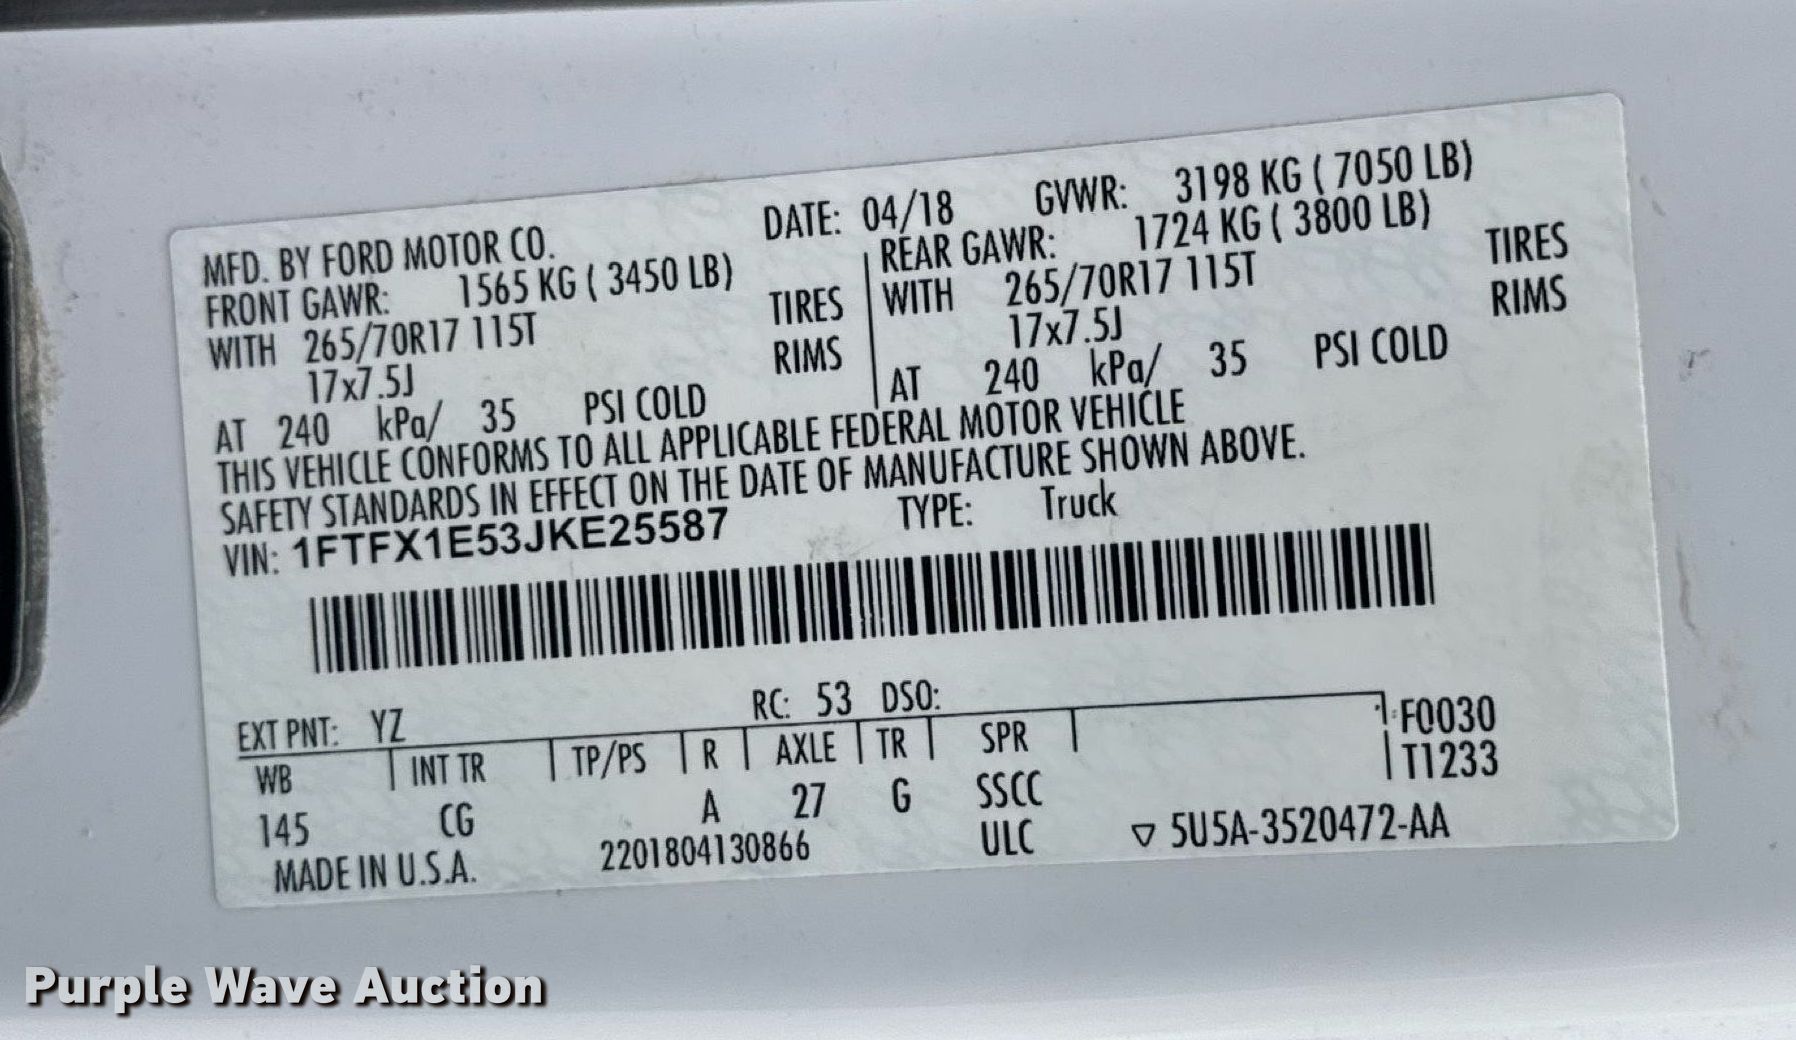 MFD. BY FORD MOTOR CO. DATE: 04/18 GVWR: 3198 KG ( 7050 LB)
FRONT GAWR: 1565 KG ( 3450 LB) REAR GAWR: 1724 KG ( 3800 LB)
WITH 265/70R17 115T TIRES WITH 265/70R17 115T TIRES
17x7.5J RIMS 17x7.5J RIMS
AT 240 kPa/ 35 PSI COLD AT 240 kPa/ 35 PSI COLD
THIS VEHICLE CONFORMS TO ALL APPLICABLE FEDERAL MOTOR VEHICLE
SAFETY STANDARDS IN EFFECT ON THE DATE OF MANUFACTURE SHOWN ABOVE.
VIN: 1FTFX1E53JKE25587 TYPE: Truck
EXT PNT: YZ RC: 53 DSO:
WB INT TR TP/PS R AXLE TR SPR F0030
T1233
145 CG A 27 G SSCC
MADE IN U.S.A. 2201804130866 ULC ▽ 5U5A-3520472-AA
Purple Wave Auction